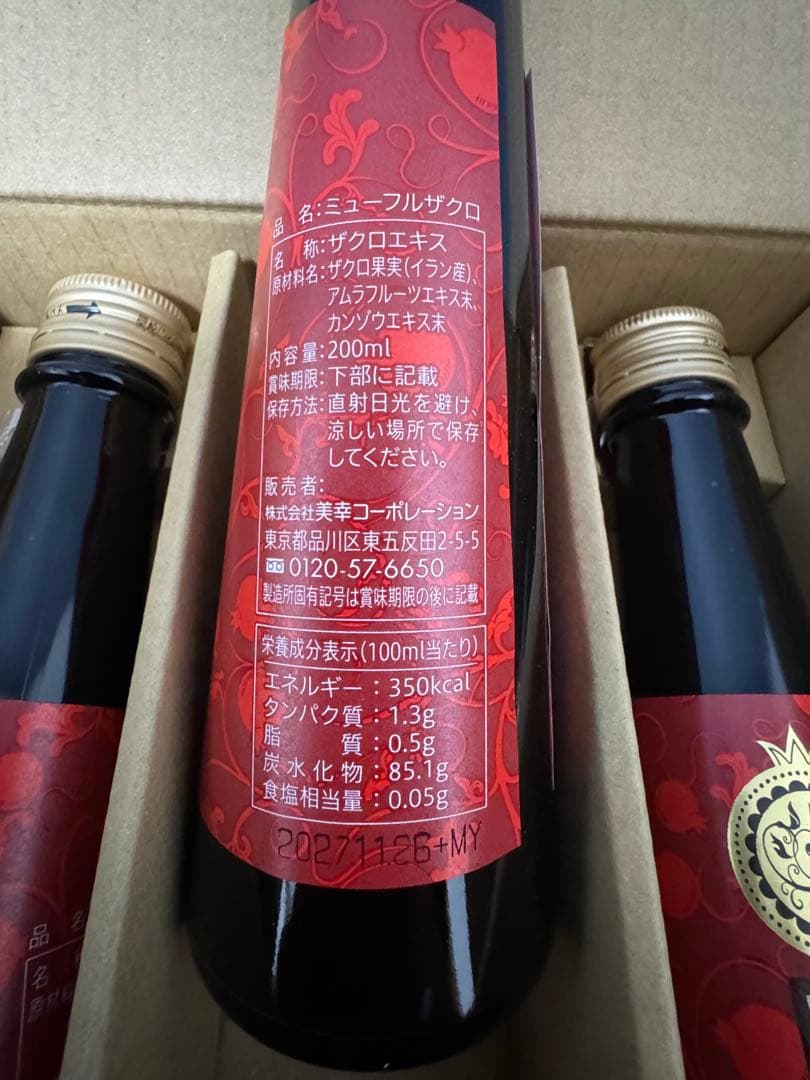 品 名:ミューフルザクロ
名 称:ザクロエキス
原材料名:ザクロ果実(イラン産)、
アムラフルーツエキス末、
カンゾウエキス末
内容量:200ml
賞味期限:下部に記載
保存方法:直射日光を避け、
涼しい場所で保存
してください。
販売者:
株式会社美幸コーポレーション
東京都品川区東五反田2-5-5
0120-57-6650
製造所固有記号は賞味期限の後に記載
栄養成分表示(100ml当たり)
エネルギー:350kcal
タンパク質:1.3g
脂 質:0.5g
炭水化物:85.1g
食塩相当量:0.05g
20271126+MY
品 名
名
原材料